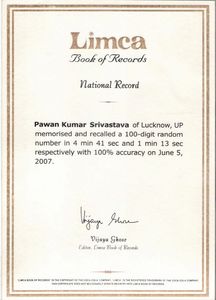 Limca
Book of Records
National Record
Pawan Kumar Srivastava of Lucknow, UP
memorised and recalled a 100-digit random
number in 4 min 41 sec and 1 min 13 sec
respectively with 100% accuracy on June 5,
2007.
Vijaya Ghose
Vijaya Ghose
Editor, Limca Book of Records